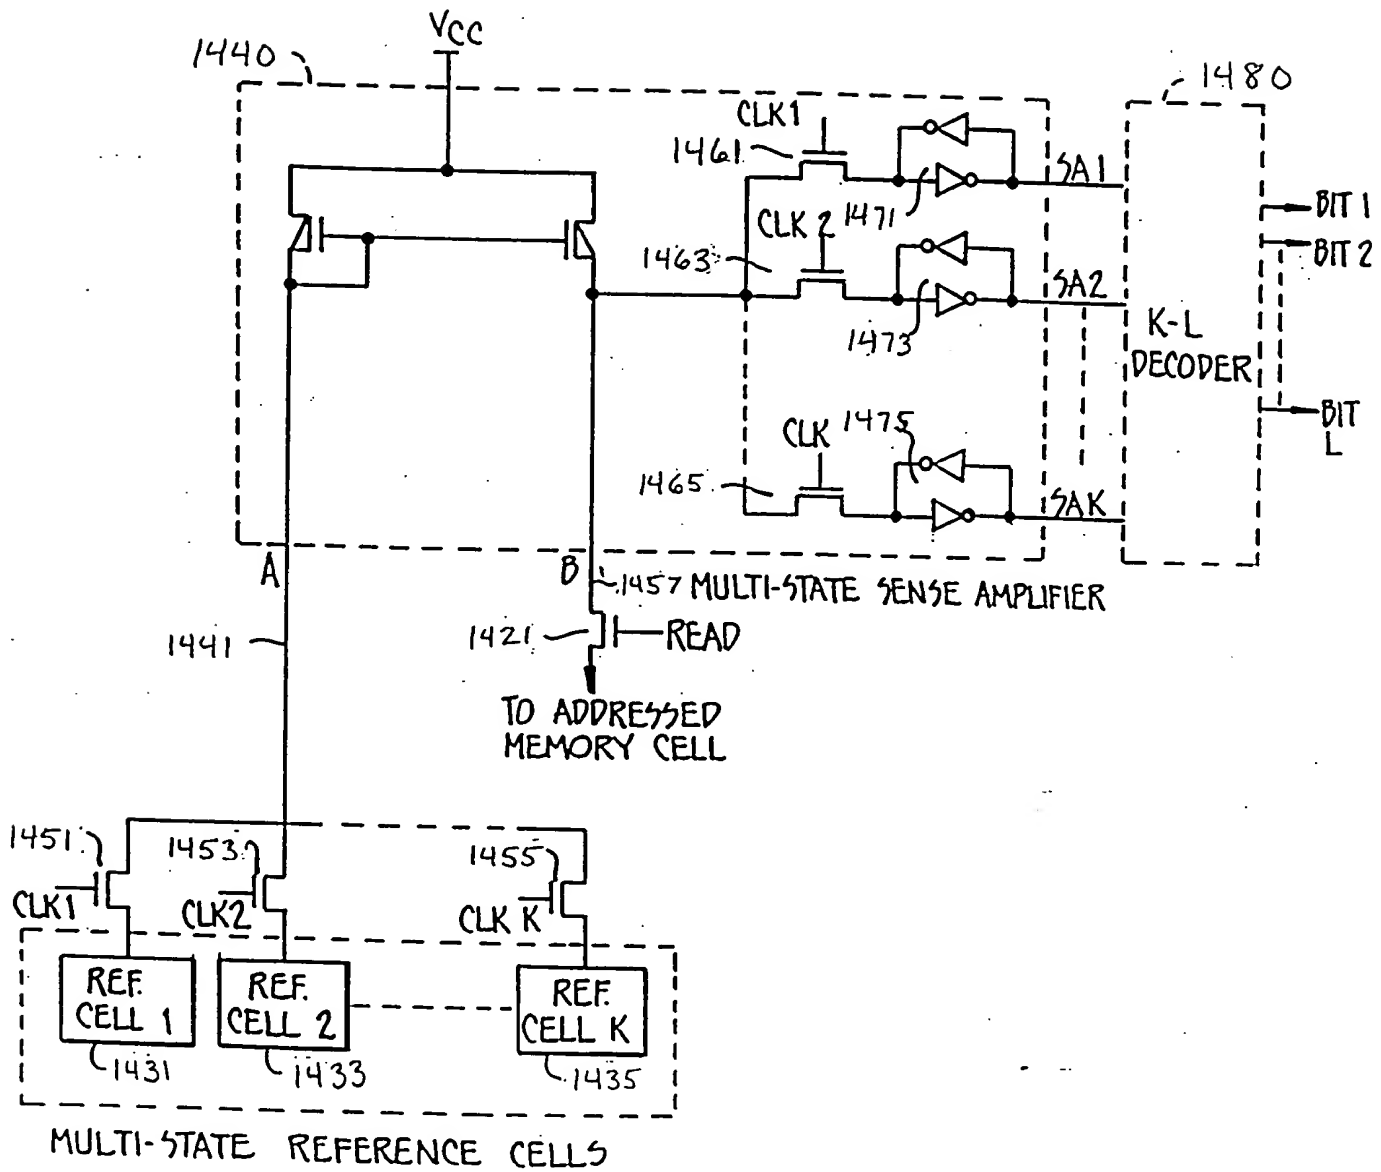 VCC
1440
1480
CLK1
1461
1471
SA1
BIT 1
CLK 2
1463
1473
SA2
BIT 2
K-L
DECODER
CLK
1475
1465
SAK
BIT
L
A
B
1457
MULTI-STATE SENSE AMPLIFIER
1441
1421
READ
TO ADDRESSED
MEMORY CELL
1451
1453
1455
CLK1
CLK2
CLK K
REF.
CELL 1
REF.
CELL 2
REF.
CELL K
1431
1433
1435
MULTI-STATE REFERENCE CELLS